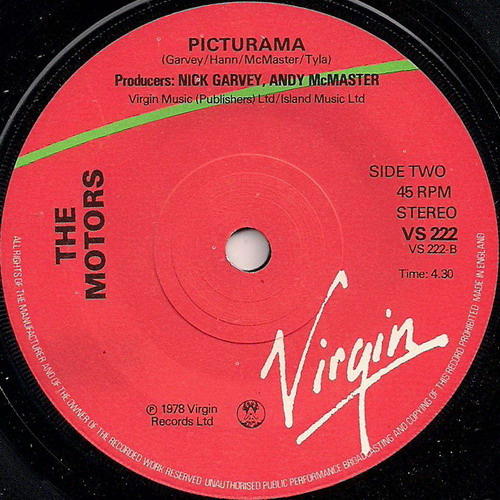 PICTURAMA
(Garvey/Hann/McMaster/Tyla)
Producers: NICK GARVEY, ANDY McMASTER
Virgin Music (Publishers) Ltd/Island Music Ltd
THE
MOTORS
SIDE TWO
45 RPM
STEREO
VS 222
VS 222-B
Time: 4.30
Virgin
℗ 1978 Virgin
Records Ltd
ALL RIGHTS OF THE MANUFACTURER AND OF THE OWNER OF THE RECORDED WORK RESERVED UNAUTHORISED PUBLIC PERFORMANCE BROADCASTING AND COPYING OF THIS RECORD PROHIBITED MADE IN ENGLAND